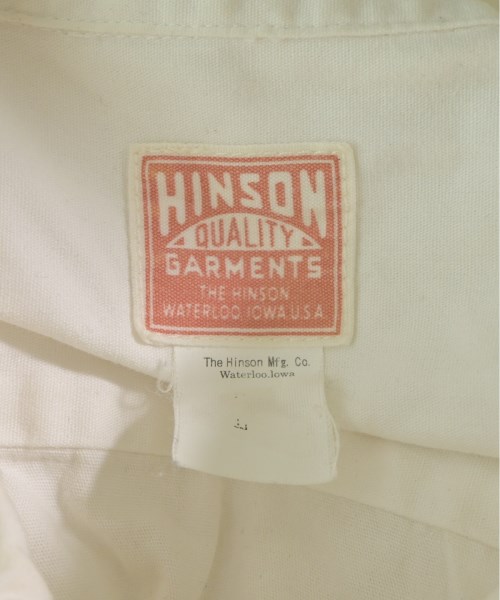 HINSON
QUALITY
GARMENTS
THE HINSON
WATERLOO.IOWA U.S.A
The Hinson Mfg. Co.
Waterloo.Iowa